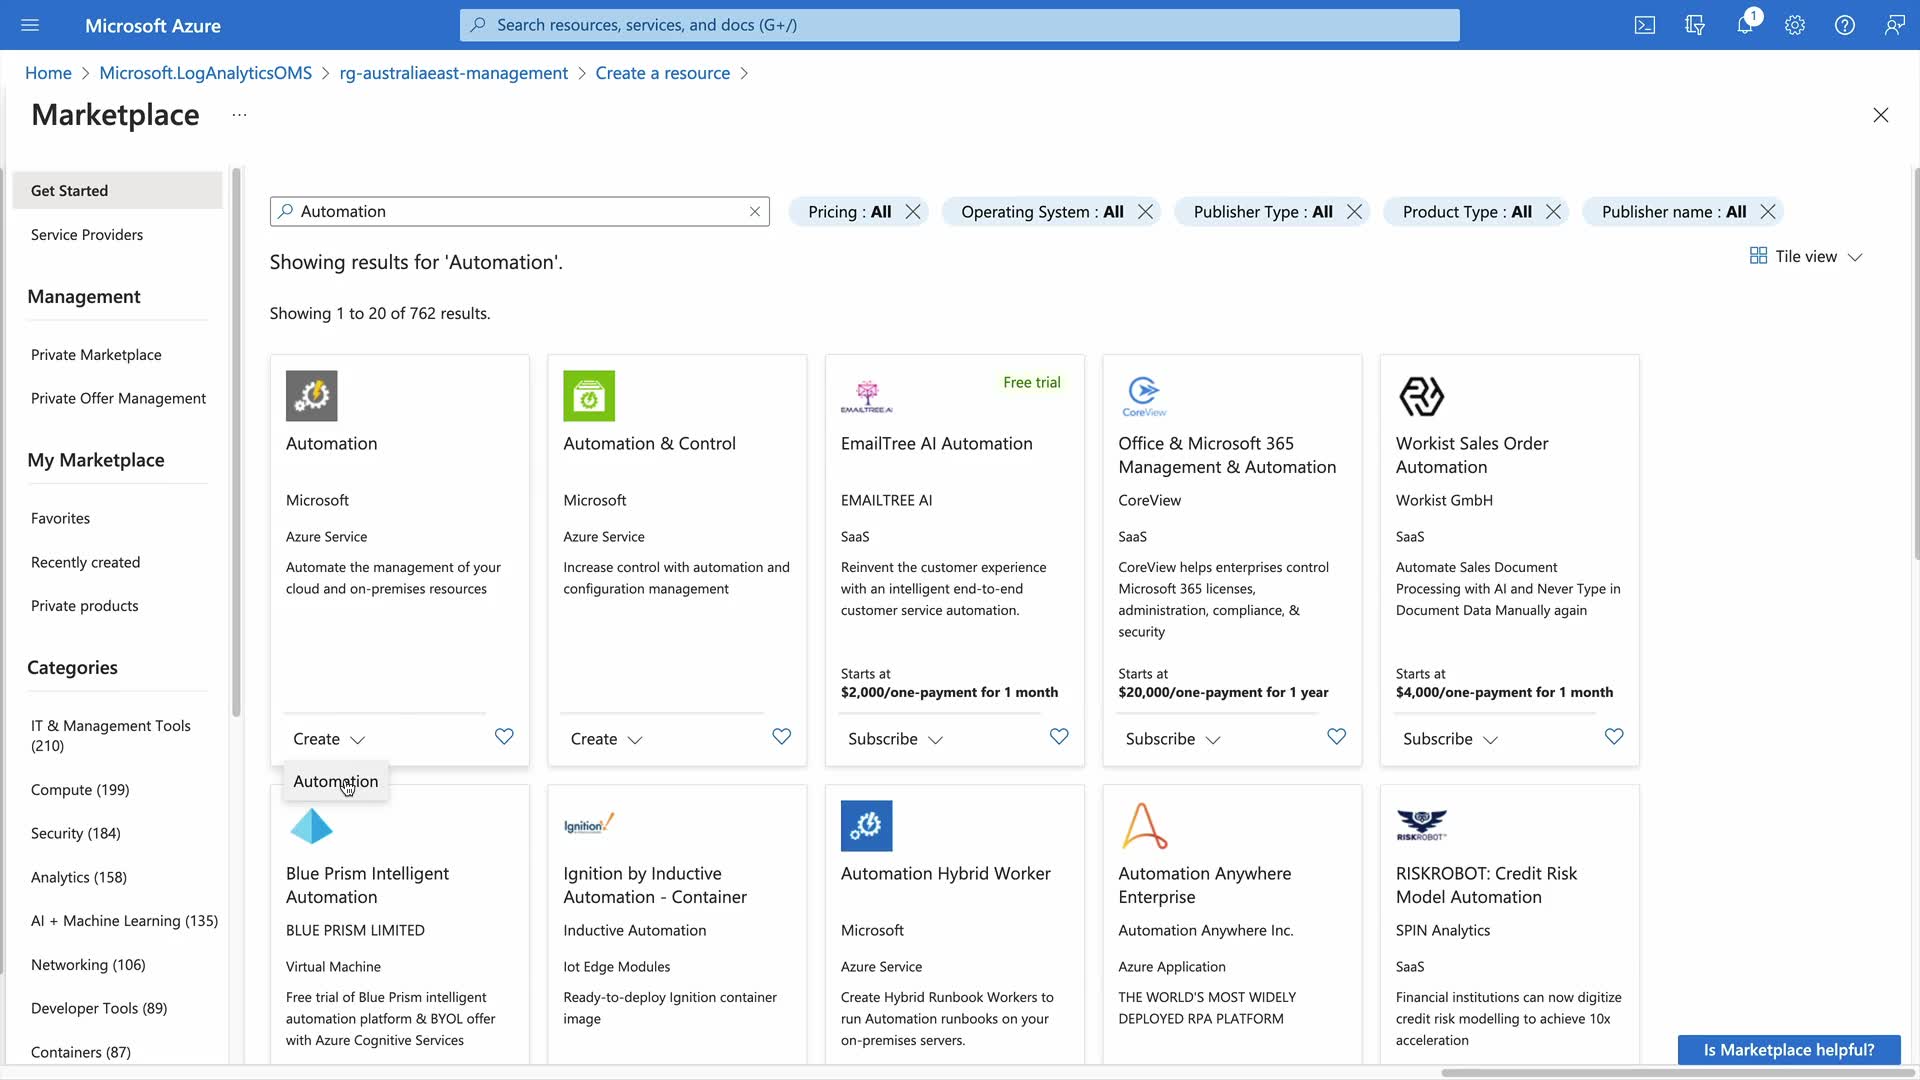 Microsoft Azure
Search resources, services, and docs (G+/)
1
Home > Microsoft.LogAnalyticsOMS > rg-australiaeast-management > Create a resource >
Marketplace ...
Get Started
Service Providers
Management
Private Marketplace
Private Offer Management
My Marketplace
Favorites
Recently created
Private products
Categories
IT & Management Tools
(210)
Compute (199)
Security (184)
Analytics (158)
AI + Machine Learning (135)
Networking (106)
Developer Tools (89)
Containers (87)
Automation
Pricing : All
Operating System : All
Publisher Type : All
Product Type : All
Publisher name : All
Showing results for 'Automation'.
Tile view
Showing 1 to 20 of 762 results.
Automation
Microsoft
Azure Service
Automate the management of your
cloud and on-premises resources
Create
Automation
Automation & Control
Microsoft
Azure Service
Increase control with automation and
configuration management
Create
EMAILTREE.AI
Free trial
EmailTree AI Automation
EMAILTREE AI
SaaS
Reinvent the customer experience
with an intelligent end-to-end
customer service automation.
Starts at
$2,000/one-payment for 1 month
Subscribe
CoreView
Office & Microsoft 365
Management & Automation
CoreView
SaaS
CoreView helps enterprises control
Microsoft 365 licenses,
administration, compliance, &
security
Starts at
$20,000/one-payment for 1 year
Subscribe
Workist Sales Order
Automation
Workist GmbH
SaaS
Automate Sales Document
Processing with AI and Never Type in
Document Data Manually again
Starts at
$4,000/one-payment for 1 month
Subscribe
Blue Prism Intelligent
Automation
BLUE PRISM LIMITED
Virtual Machine
Free trial of Blue Prism intelligent
automation platform & BYOL offer
with Azure Cognitive Services
Ignition
Ignition by Inductive
Automation - Container
Inductive Automation
Iot Edge Modules
Ready-to-deploy Ignition container
image
Automation Hybrid Worker
Microsoft
Azure Service
Create Hybrid Runbook Workers to
run Automation runbooks on your
on-premises servers.
Automation Anywhere
Enterprise
Automation Anywhere Inc.
Azure Application
THE WORLD'S MOST WIDELY
DEPLOYED RPA PLATFORM
RISKROBOT
RISKROBOT: Credit Risk
Model Automation
SPIN Analytics
SaaS
Financial institutions can now digitize
credit risk modelling to achieve 10x
acceleration
Is Marketplace helpful?